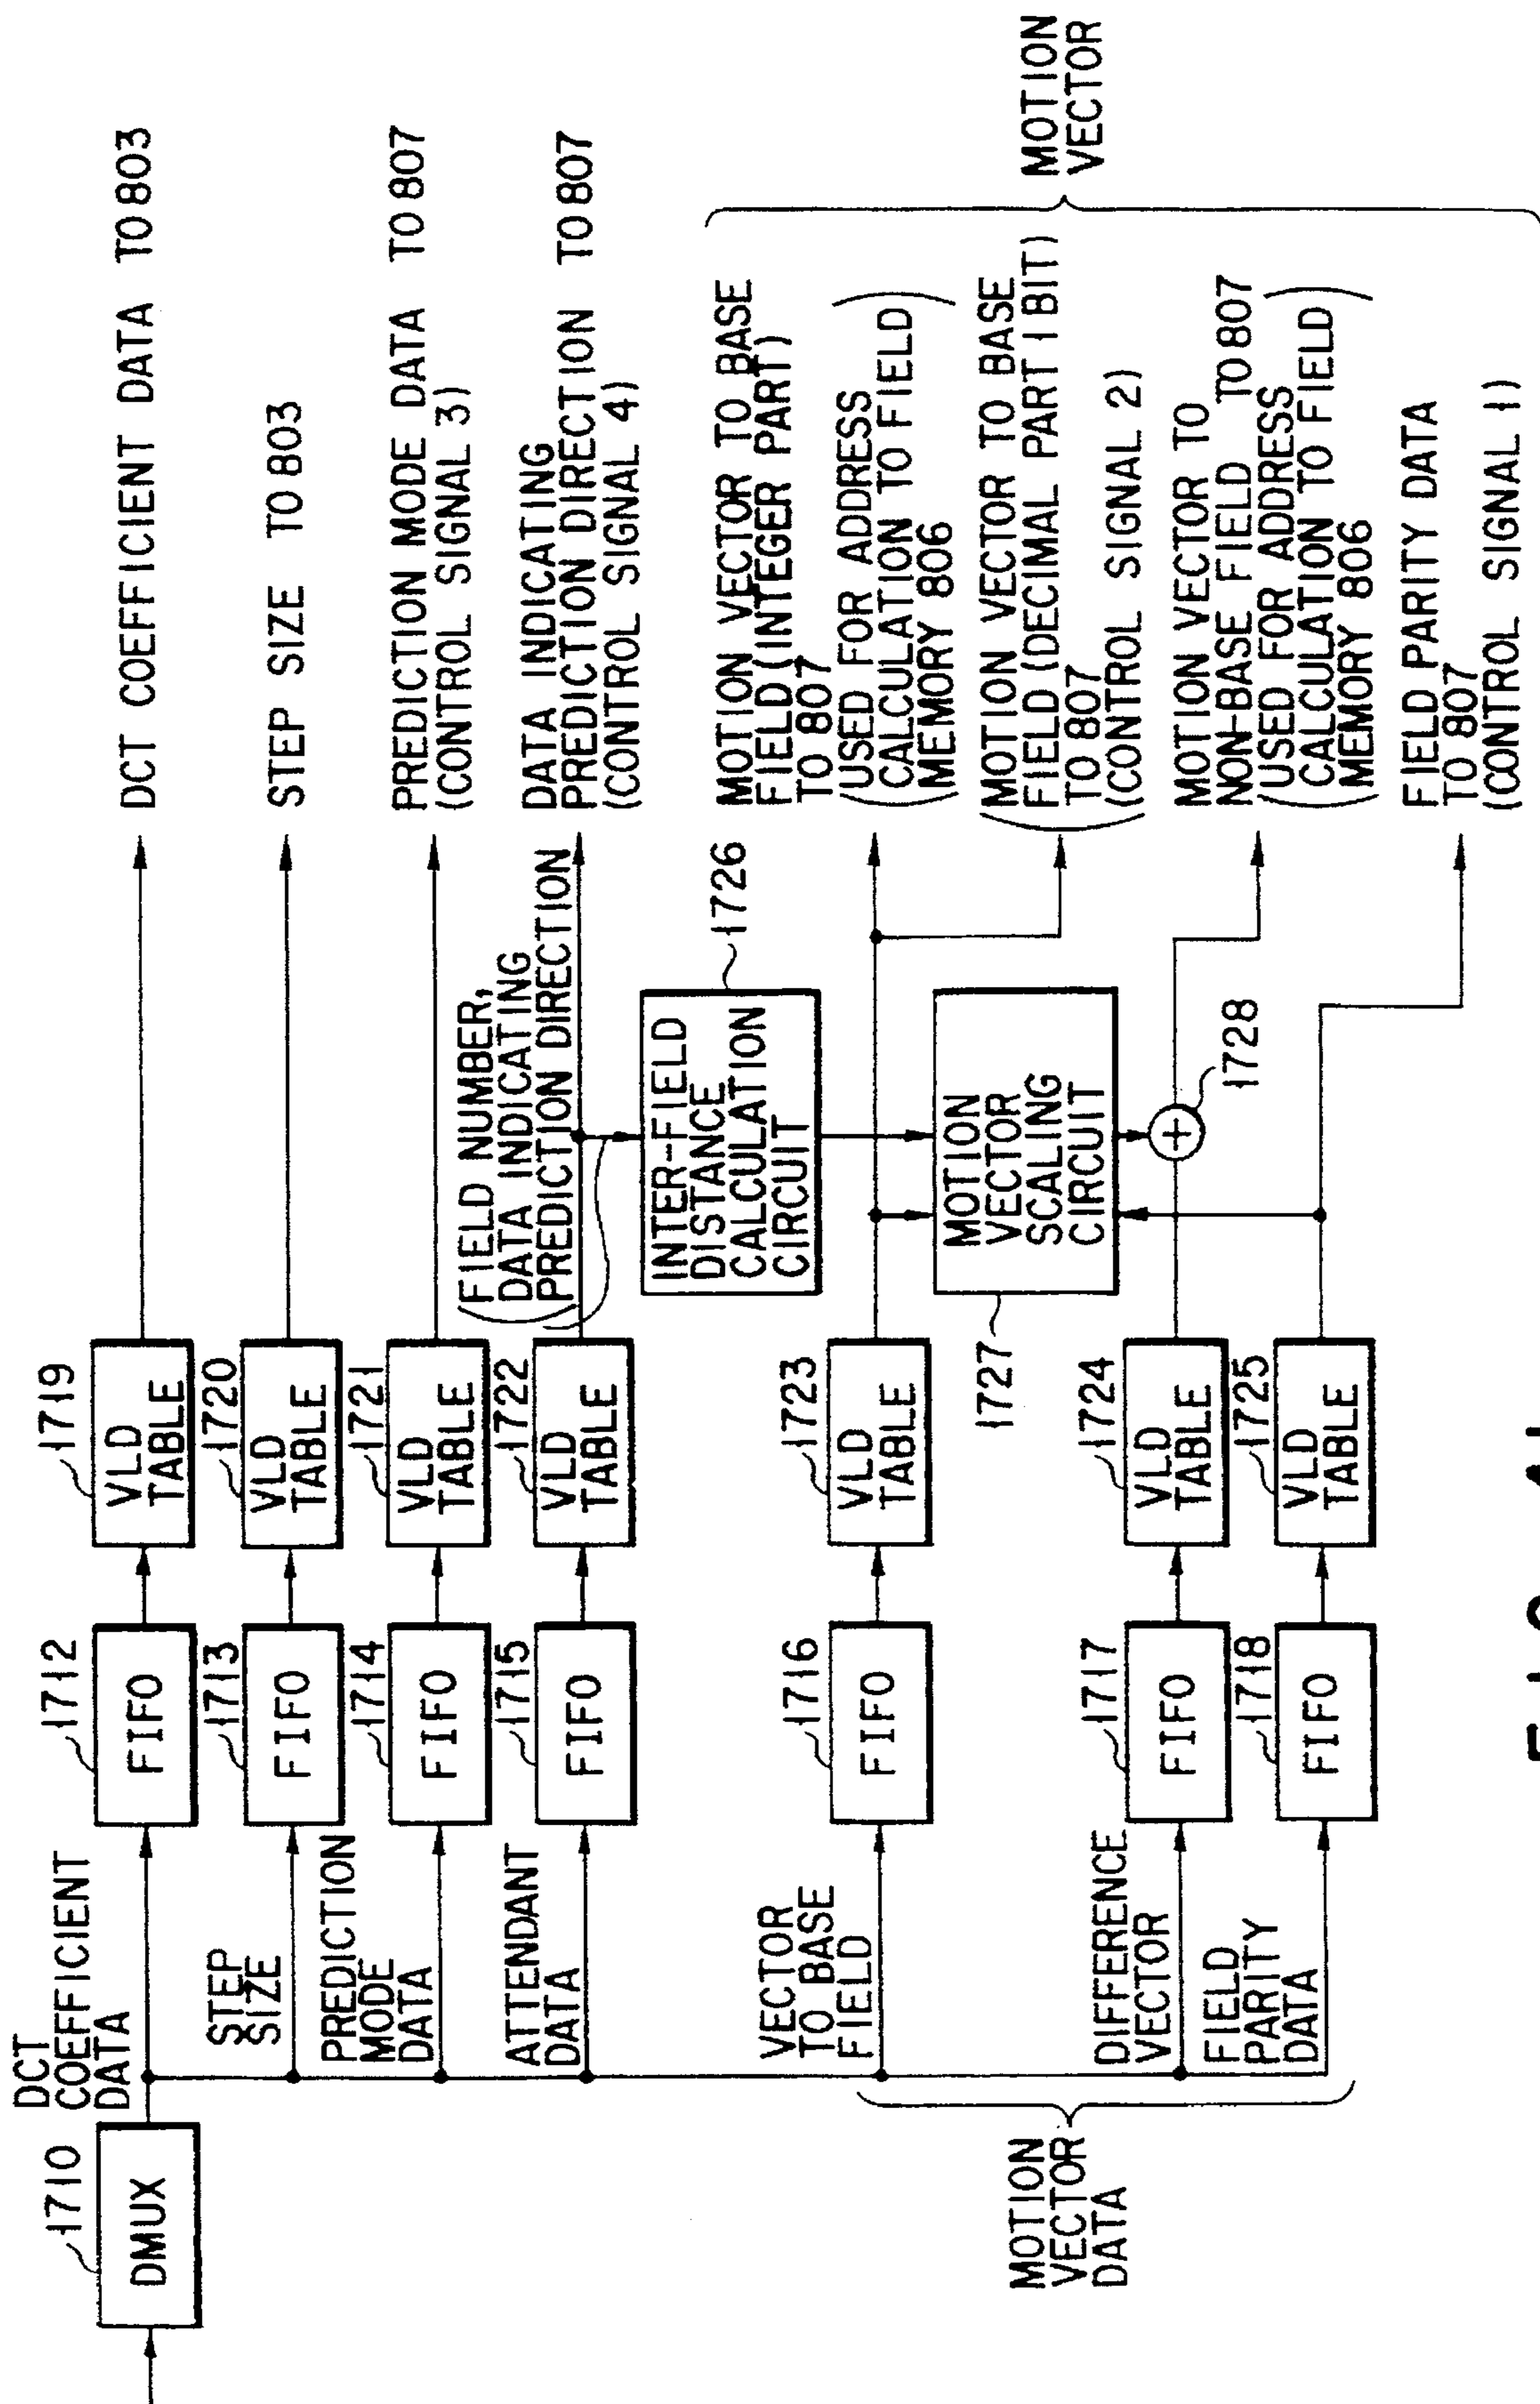 1710
DMUX
DCT
COEFFICIENT
DATA
STEP
SIZE
PREDICTION
MODE
DATA
ATTENDANT
DATA
VECTOR
TO BASE
FIELD
DIFFERENCE
VECTOR
FIELD
PARITY
DATA
MOTION
VECTOR
DATA
1712
FIFO
1713
FIFO
1714
FIFO
1715
FIFO
1716
FIFO
1717
FIFO
1718
FIFO
1719
VLD
TABLE
1720
VLD
TABLE
1721
VLD
TABLE
1722
VLD
TABLE
1723
VLD
TABLE
1724
VLD
TABLE
1725
VLD
TABLE
(FIELD NUMBER,
DATA INDICATING
PREDICTION DIRECTION)
INTER-FIELD
DISTANCE
CALCULATION
CIRCUIT
1726
MOTION
VECTOR
SCALING
CIRCUIT
1727
+
1728
DCT COEFFICIENT DATA TO 803
STEP SIZE TO 803
PREDICTION MODE DATA TO 807
(CONTROL SIGNAL 3)
DATA INDICATING
PREDICTION DIRECTION TO 807
(CONTROL SIGNAL 4)
MOTION VECTOR TO BASE
FIELD (INTEGER PART)
TO 807
(USED FOR ADDRESS
CALCULATION TO FIELD
MEMORY 806)
(MOTION VECTOR TO BASE
FIELD (DECIMAL PART 1 BIT)
TO 807
(CONTROL SIGNAL 2)
MOTION VECTOR TO
NON-BASE FIELD TO 807
(USED FOR ADDRESS
CALCULATION TO FIELD
MEMORY 806)
FIELD PARITY DATA
TO 807
(CONTROL SIGNAL 1)
MOTION
VECTOR